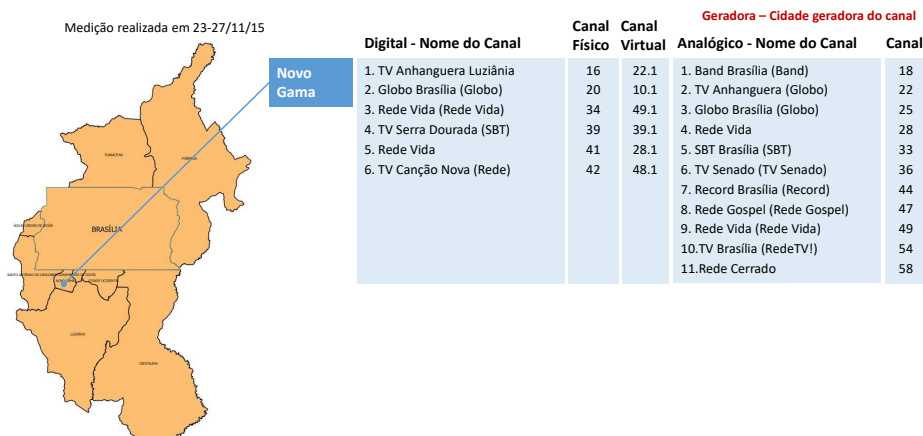 Geradora – Cidade geradora do canal
Medição realizada em 23-27/11/15
Digital - Nome do Canal Canal Físico Canal Virtual Analógico - Nome do Canal Canal
Novo
Gama
1. TV Anhanguera Luziânia 16 22.1 1. Band Brasília (Band) 18
2. Globo Brasília (Globo) 20 10.1 2. TV Anhanguera (Globo) 22
3. Rede Vida (Rede Vida) 34 49.1 3. Globo Brasília (Globo) 25
4. TV Serra Dourada (SBT) 39 39.1 4. Rede Vida 28
5. Rede Vida 41 28.1 5. SBT Brasília (SBT) 33
6. TV Canção Nova (Rede) 42 48.1 6. TV Senado (TV Senado) 36
7. Record Brasília (Record) 44
8. Rede Gospel (Rede Gospel) 47
9. Rede Vida (Rede Vida) 49
10.TV Brasília (RedeTV!) 54
11.Rede Cerrado 58
PLANALTINA
FORMOSA
BRASÍLIA
LUZIÂNIA
CRISTALINA